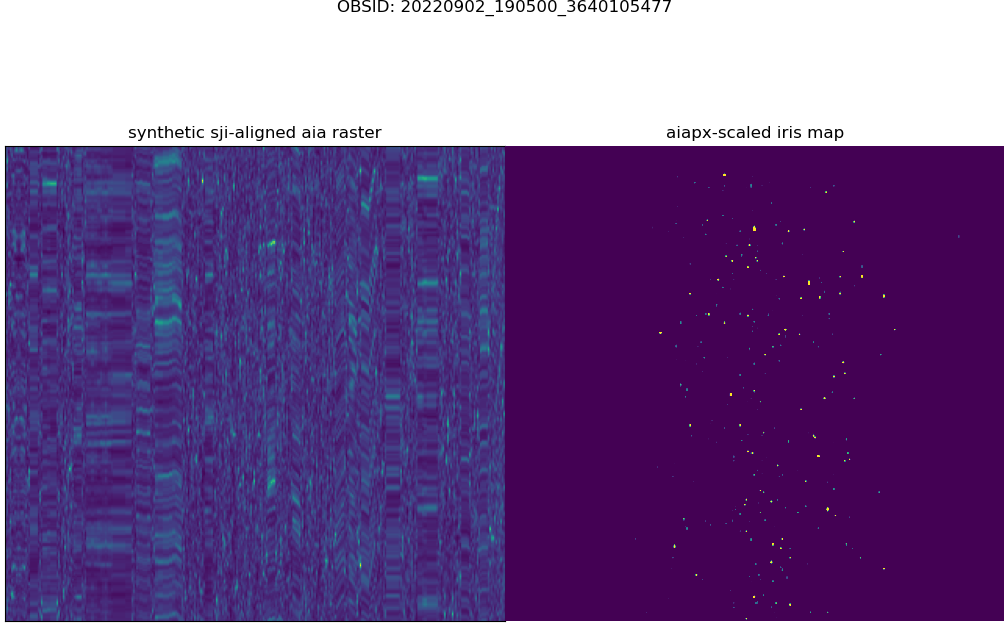 OBSID: 20220902_190500_3640105477
synthetic sji-aligned aia raster
aiapx-scaled iris map